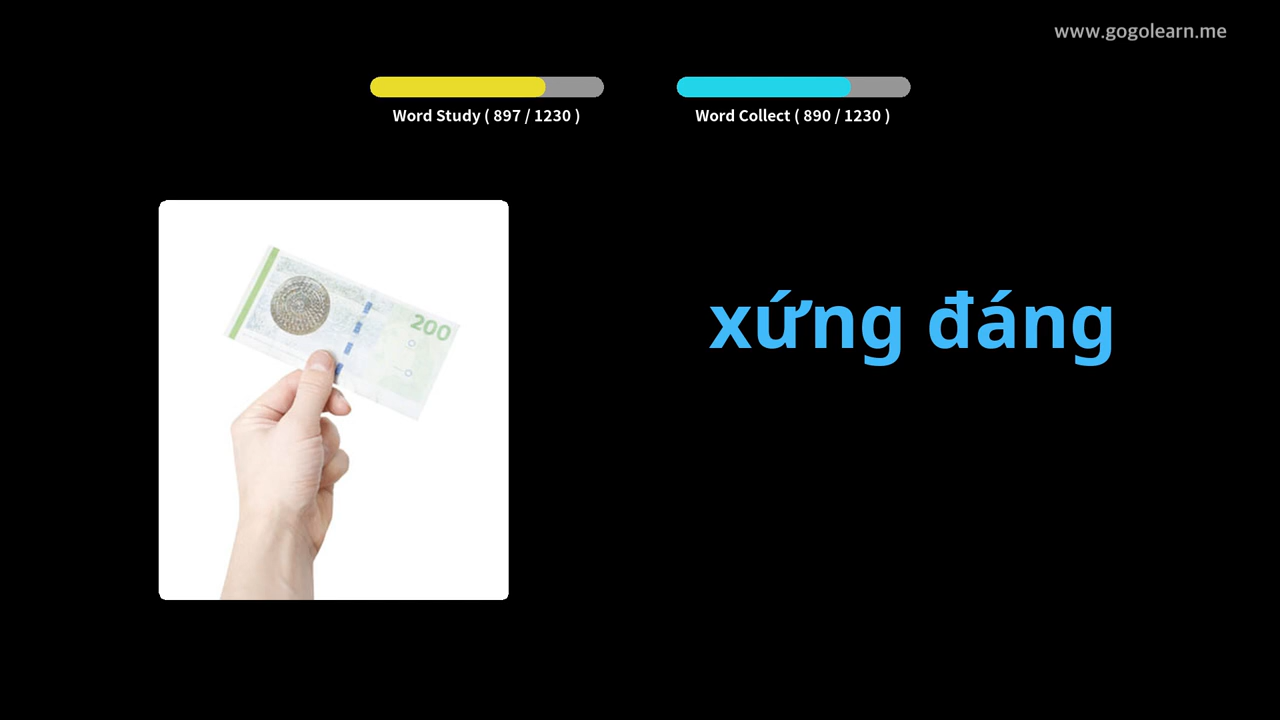 www.gogolearn.me
Word Study ( 897 / 1230 )
Word Collect ( 890 / 1230 )
200
xứng đáng